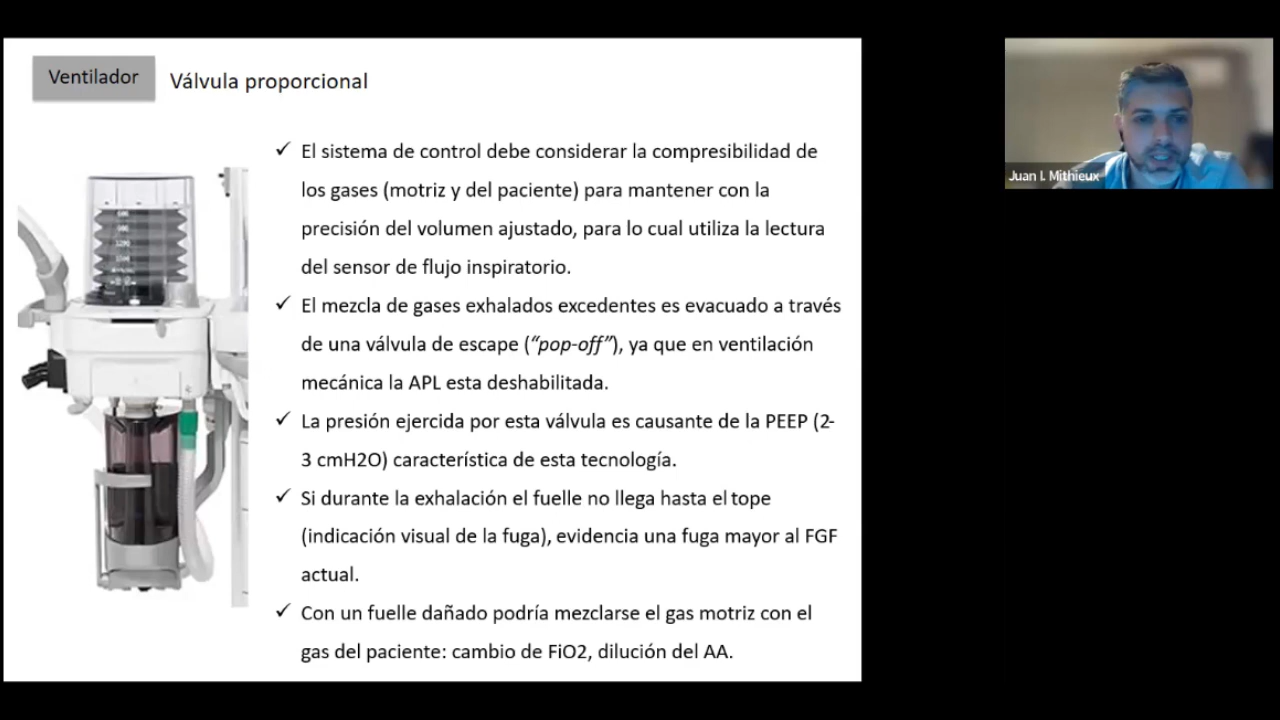 Ventilador
Válvula proporcional
El sistema de control debe considerar la compresibilidad de
los gases (motriz y del paciente) para mantener con la
precisión del volumen ajustado, para lo cual utiliza la lectura
del sensor de flujo inspiratorio.
El mezcla de gases exhalados excedentes es evacuado a través
de una válvula de escape (“pop-off”), ya que en ventilación
mecánica la APL esta deshabilitada.
La presión ejercida por esta válvula es causante de la PEEP (2-
3 cmH2O) característica de esta tecnología.
Si durante la exhalación el fuelle no llega hasta el tope
(indicación visual de la fuga), evidencia una fuga mayor al FGF
actual.
Con un fuelle dañado podría mezclarse el gas motriz con el
gas del paciente: cambio de FiO2, dilución del AA.
Juan I. Mithieux